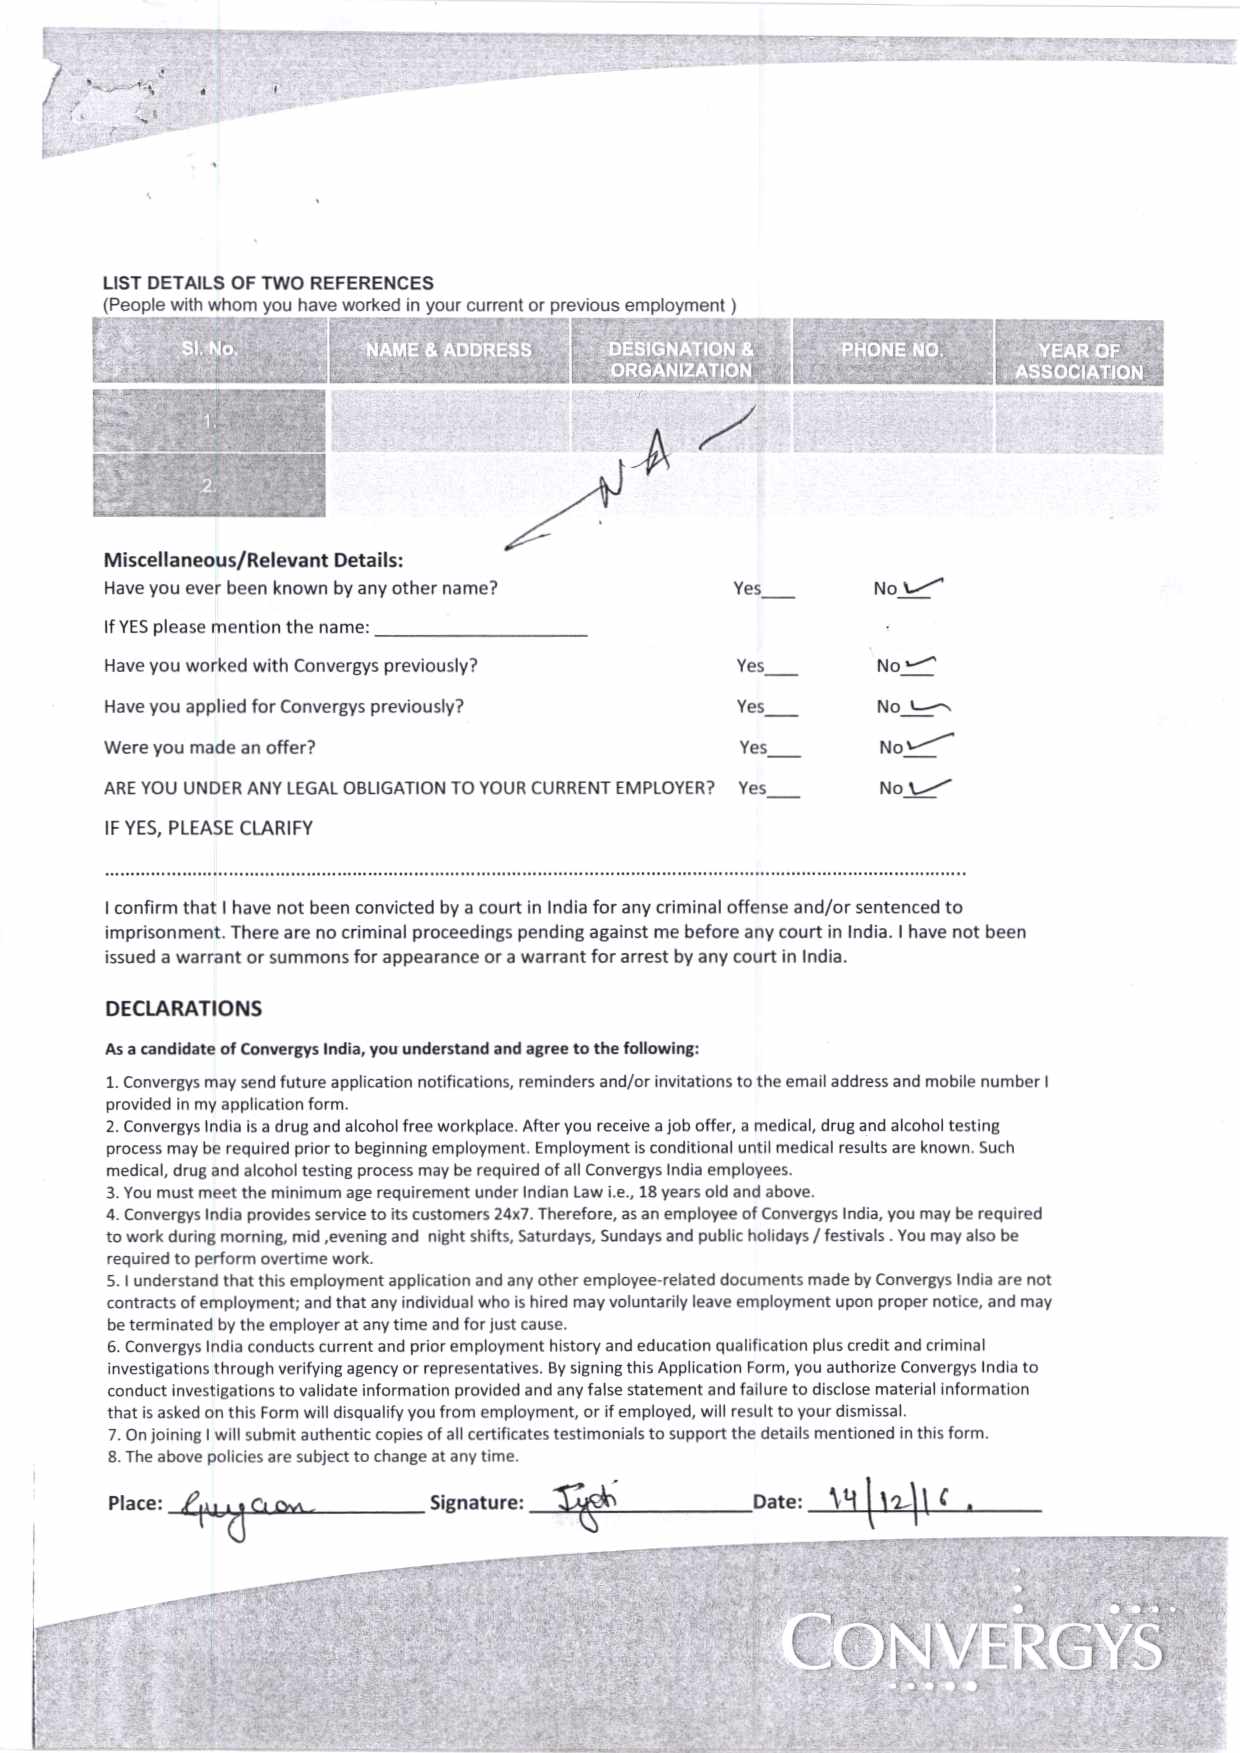 LIST DETAILS OF TWO REFERENCES
(People with whom you have worked in your current or previous employment )
Sl. No. NAME & ADDRESS DESIGNATION & ORGANIZATION PHONE NO. YEAR OF ASSOCIATION
1.
2.
NA
Miscellaneous/Relevant Details:
Have you ever been known by any other name? Yes___ No ✓
If YES please mention the name: ____________________
Have you worked with Convergys previously? Yes___ No ✓
Have you applied for Convergys previously? Yes___ No ✓
Were you made an offer? Yes___ No ✓
ARE YOU UNDER ANY LEGAL OBLIGATION TO YOUR CURRENT EMPLOYER? Yes___ No ✓
IF YES, PLEASE CLARIFY
I confirm that I have not been convicted by a court in India for any criminal offense and/or sentenced to
imprisonment. There are no criminal proceedings pending against me before any court in India. I have not been
issued a warrant or summons for appearance or a warrant for arrest by any court in India.
DECLARATIONS
As a candidate of Convergys India, you understand and agree to the following:
1. Convergys may send future application notifications, reminders and/or invitations to the email address and mobile number I
provided in my application form.
2. Convergys India is a drug and alcohol free workplace. After you receive a job offer, a medical, drug and alcohol testing
process may be required prior to beginning employment. Employment is conditional until medical results are known. Such
medical, drug and alcohol testing process may be required of all Convergys India employees.
3. You must meet the minimum age requirement under Indian Law i.e., 18 years old and above.
4. Convergys India provides service to its customers 24x7. Therefore, as an employee of Convergys India, you may be required
to work during morning, mid ,evening and night shifts, Saturdays, Sundays and public holidays / festivals . You may also be
required to perform overtime work.
5. I understand that this employment application and any other employee-related documents made by Convergys India are not
contracts of employment; and that any individual who is hired may voluntarily leave employment upon proper notice, and may
be terminated by the employer at any time and for just cause.
6. Convergys India conducts current and prior employment history and education qualification plus credit and criminal
investigations through verifying agency or representatives. By signing this Application Form, you authorize Convergys India to
conduct investigations to validate information provided and any false statement and failure to disclose material information
that is asked on this Form will disqualify you from employment, or if employed, will result to your dismissal.
7. On joining I will submit authentic copies of all certificates testimonials to support the details mentioned in this form.
8. The above policies are subject to change at any time.
Place: Signature: Jyoti Date: 14/12/16.
CONVERGYS